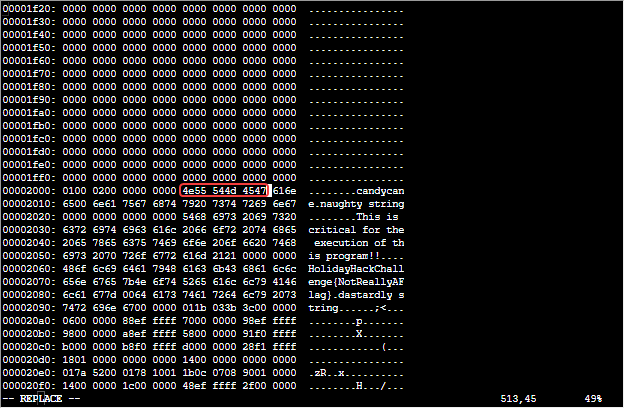 00001f20: 0000 0000 0000 0000 0000 0000 0000 0000 ................
00001f30: 0000 0000 0000 0000 0000 0000 0000 0000 ................
00001f40: 0000 0000 0000 0000 0000 0000 0000 0000 ................
00001f50: 0000 0000 0000 0000 0000 0000 0000 0000 ................
00001f60: 0000 0000 0000 0000 0000 0000 0000 0000 ................
00001f70: 0000 0000 0000 0000 0000 0000 0000 0000 ................
00001f80: 0000 0000 0000 0000 0000 0000 0000 0000 ................
00001f90: 0000 0000 0000 0000 0000 0000 0000 0000 ................
00001fa0: 0000 0000 0000 0000 0000 0000 0000 0000 ................
00001fb0: 0000 0000 0000 0000 0000 0000 0000 0000 ................
00001fc0: 0000 0000 0000 0000 0000 0000 0000 0000 ................
00001fd0: 0000 0000 0000 0000 0000 0000 0000 0000 ................
00001fe0: 0000 0000 0000 0000 0000 0000 0000 0000 ................
00001ff0: 0000 0000 0000 0000 0000 0000 0000 0000 ................
00002000: 0100 0200 0000 0000 4e55 544d 4547 616e ........candycan
00002010: 6500 6e61 7567 6874 7920 7374 7269 6e67 e.naughty string
00002020: 0000 0000 0000 0000 5468 6973 2069 7320 ........This is
00002030: 6372 6974 6963 616c 2066 6f72 2074 6865 critical for the
00002040: 2065 7865 6375 7469 6f6e 206f 6620 7468 execution of th
00002050: 6973 2070 726f 6772 616d 2121 0000 0000 is program!!....
00002060: 486f 6c69 6461 7948 6163 6b43 6861 6c6c HolidayHackChall
00002070: 656e 6765 7b4e 6f74 5265 616c 6c79 4146 enge{NotReallyAF
00002080: 6c61 677d 0064 6173 7461 7264 6c79 2073 lag}.dastardly s
00002090: 7472 696e 6700 0000 011b 033b 3c00 0000 tring......;<...
000020a0: 0600 0000 88ef ffff 7000 0000 98ef ffff ........p.......
000020b0: 9800 0000 a8ef ffff 5800 0000 91f0 ffff ........X.......
000020c0: b000 0000 b8f0 ffff d000 0000 28f1 ffff ............(...
000020d0: 1801 0000 0000 0000 1400 0000 0000 0000 ................
000020e0: 017a 5200 0178 1001 1b0c 0708 9001 0000 .zR..x..........
000020f0: 1400 0000 1c00 0000 48ef ffff 2f00 0000 ........H.../...
-- REPLACE -- 513,45 49%